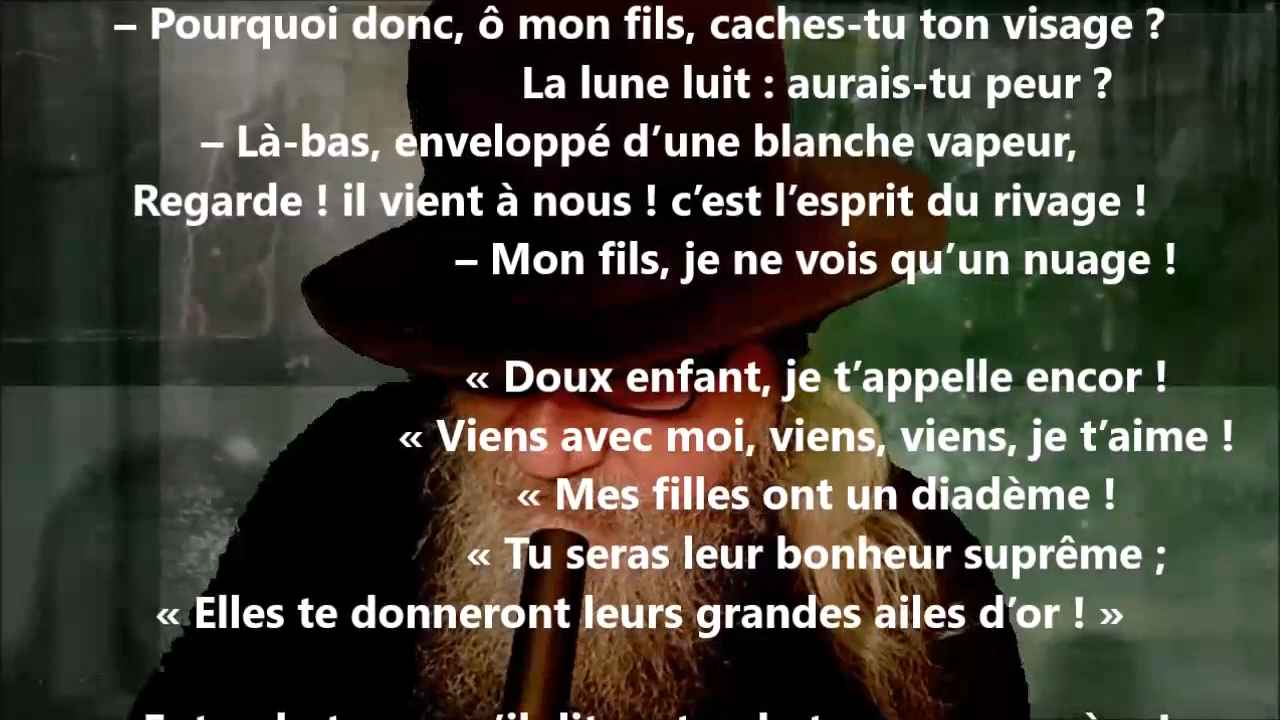 – Pourquoi donc, ô mon fils, caches-tu ton visage ?
La lune luit : aurais-tu peur ?
– Là-bas, enveloppé d’une blanche vapeur,
Regarde ! il vient à nous ! c’est l’esprit du rivage !
– Mon fils, je ne vois qu’un nuage !
« Doux enfant, je t’appelle encor !
« Viens avec moi, viens, viens, je t’aime !
« Mes filles ont un diadème !
« Tu seras leur bonheur suprême ;
« Elles te donneront leurs grandes ailes d’or ! »